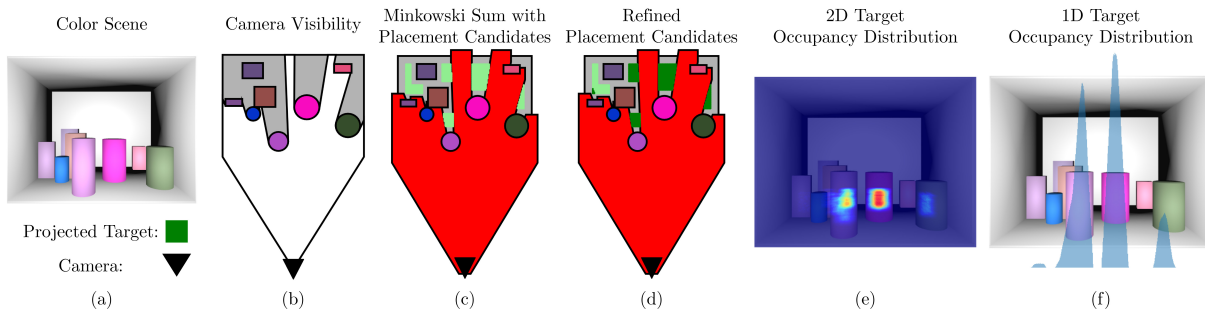 Color Scene
Camera Visibility
Minkowski Sum with
Placement Candidates
Refined
Placement Candidates
2D Target
Occupancy Distribution
1D Target
Occupancy Distribution
Projected Target:
Camera:
(a)
(b)
(c)
(d)
(e)
(f)